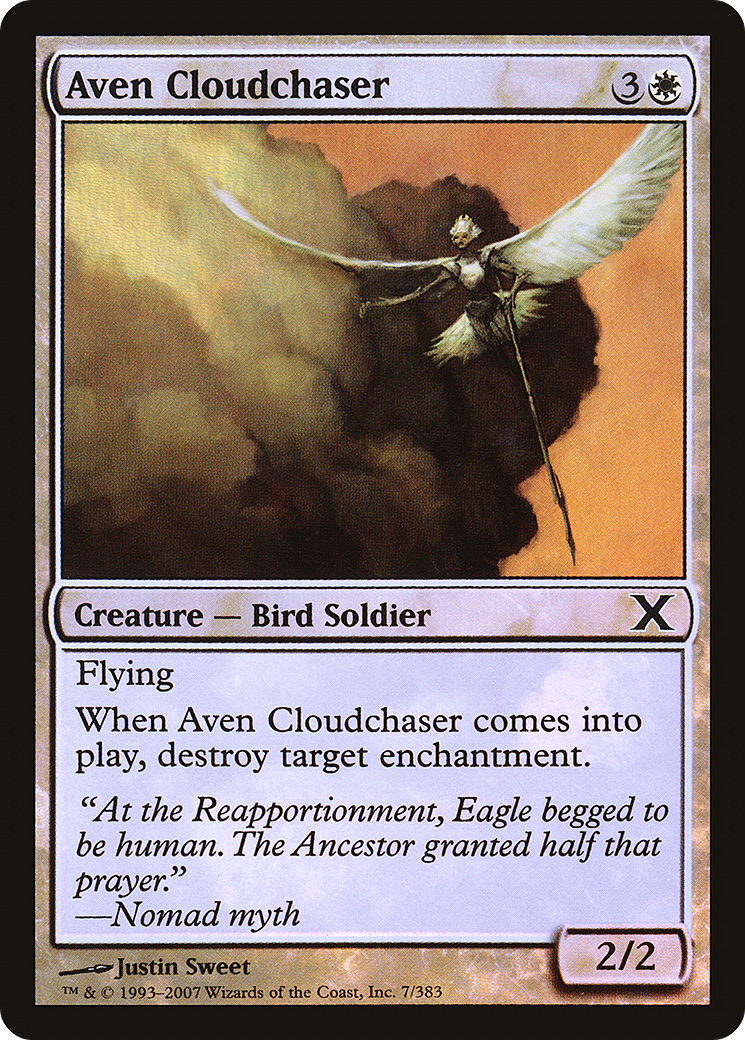 Aven Cloudchaser 3
Creature — Bird Soldier X
Flying
When Aven Cloudchaser comes into
play, destroy target enchantment.
“At the Reapportionment, Eagle begged to
be human. The Ancestor granted half that
prayer.”
—Nomad myth
2/2
Justin Sweet
™ & © 1993–2007 Wizards of the Coast, Inc. 7/383